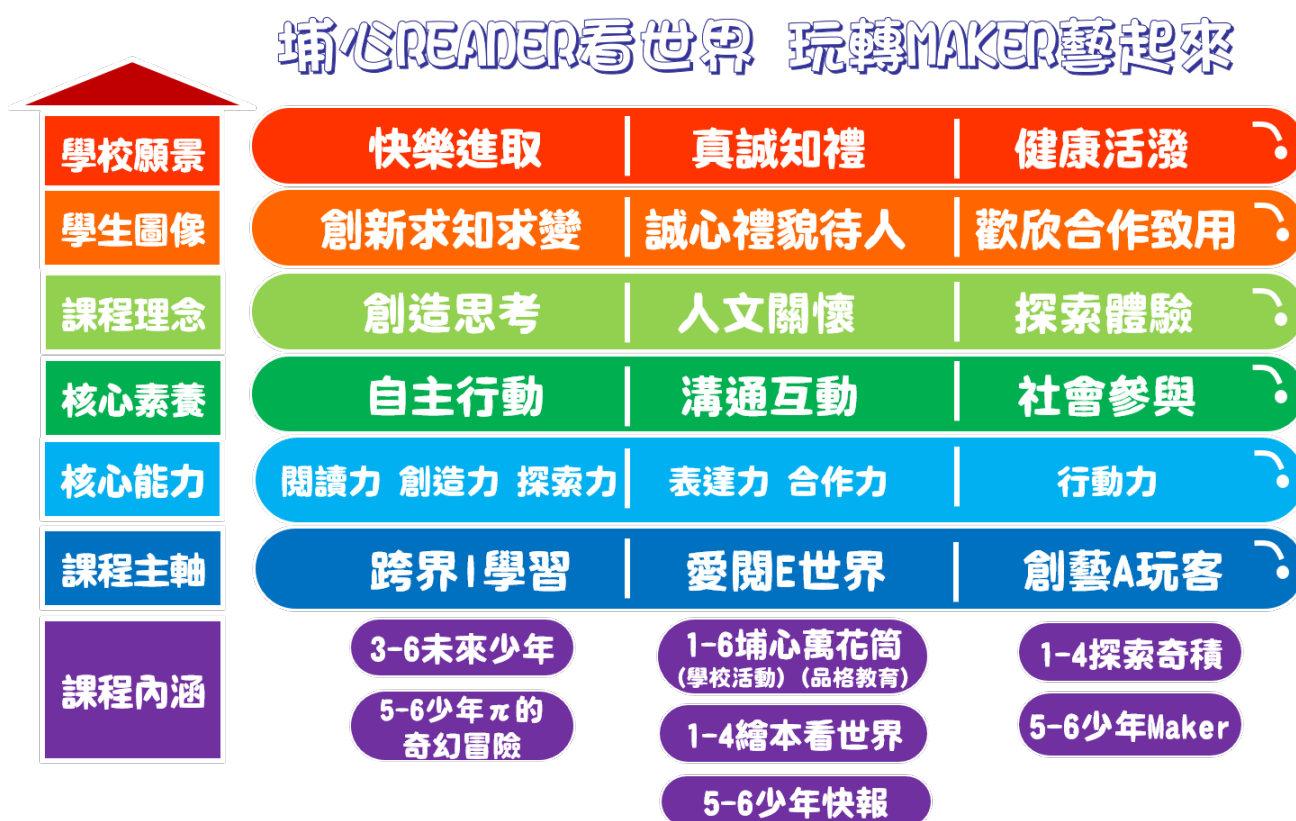 埔心READER看世界 玩轉MAKER藝起來
學校願景 快樂進取 真誠知禮 健康活潑
學生圖像 創新求知求變 誠心禮貌待人 歡欣合作致用
課程理念 創造思考 人文關懷 探索體驗
核心素養 自主行動 溝通互動 社會參與
核心能力 閱讀力 創造力 探索力 表達力 合作力 行動力
課程主軸 跨界I學習 愛閱E世界 創藝A玩客
課程內涵
3-6未來少年
5-6少年π的
奇幻冒險
1-6埔心萬花筒
(學校活動)(品格教育)
1-4繪本看世界
5-6少年快報
1-4探索奇積
5-6少年Maker